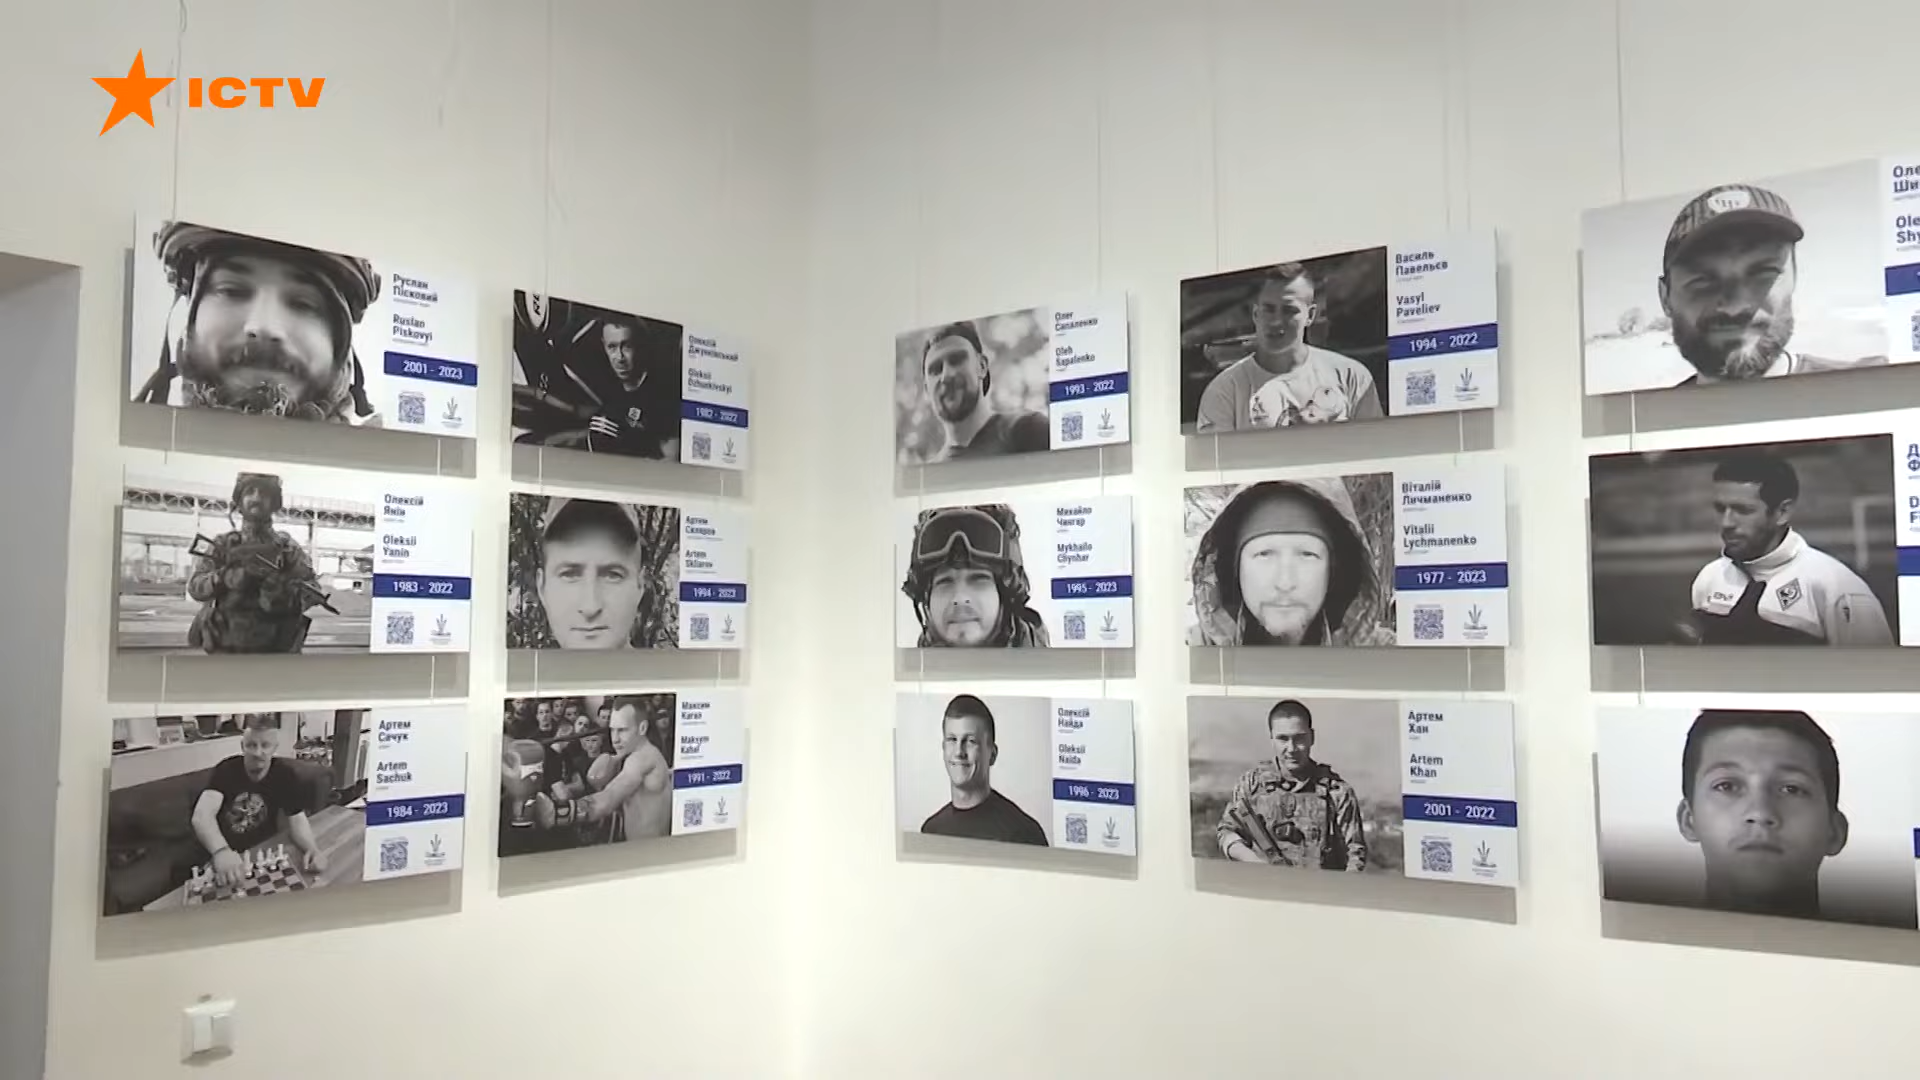 ICTV
Руслан
Пісковий
Ruslan
Piskovyi
2001 - 2023
Олексій
Джунківський
Oleksii
Dzhunkivskyi
1982 - 2022
Олег
Сапаленко
Oleh
Sapalenko
1993 - 2022
Василь
Павельєв
Vasyl
Paveliev
1994 - 2022
Олексій
Янін
Oleksii
Yanin
1983 - 2022
Артем
Скляров
Artem
Skliarov
1994 - 2023
Михайло
Чингар
Mykhailo
Chynhar
1995 - 2023
Віталій
Личманенко
Vitalii
Lychmanenko
1977 - 2023
Артем
Сачук
Artem
Sachuk
1984 - 2023
Максим
Кагал
Maksym
Kahal
1991 - 2022
Олексій
Найда
Oleksii
Naida
1996 - 2023
Артем
Хан
Artem
Khan
2001 - 2022